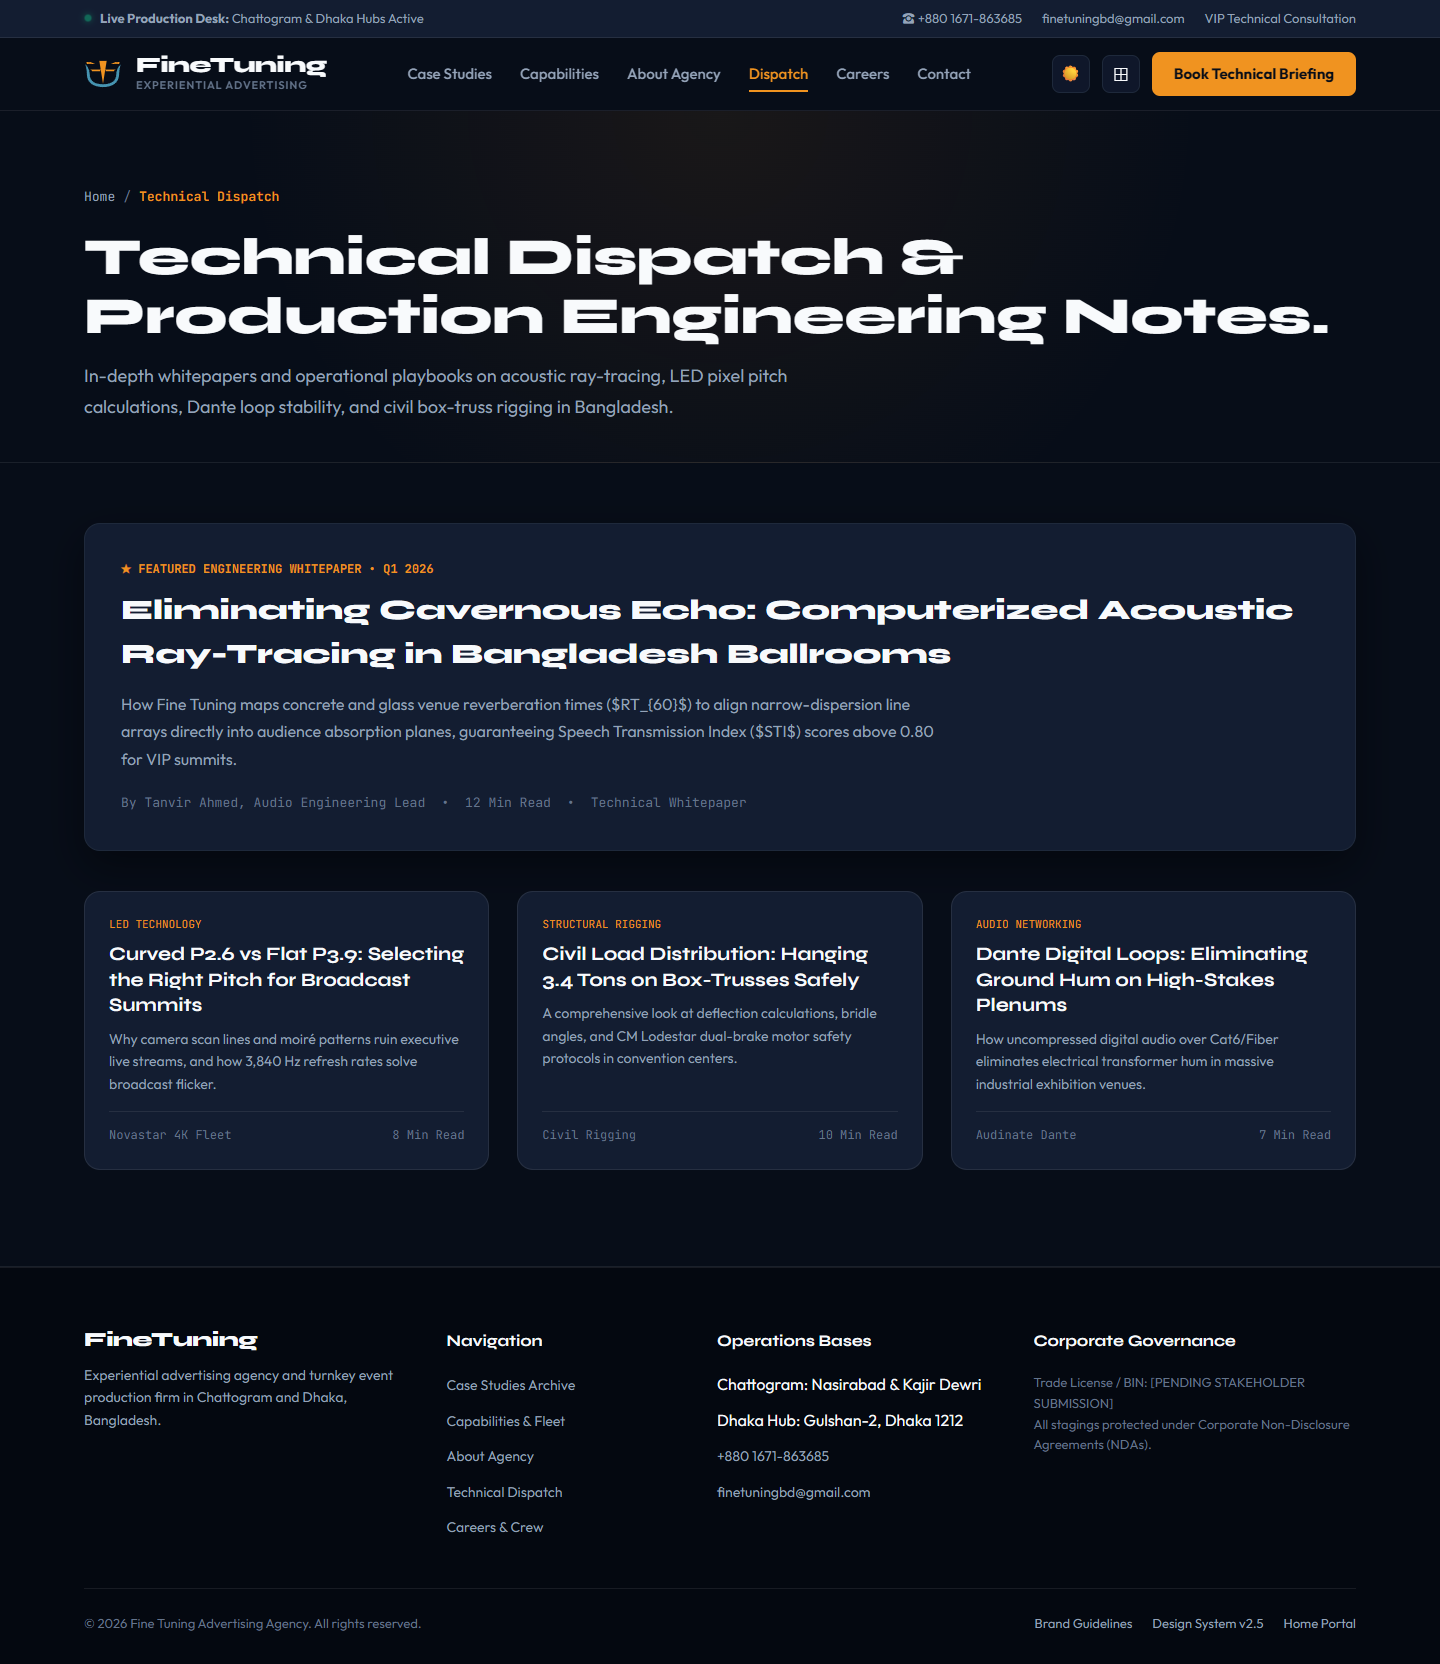 Live Production Desk: Chattogram & Dhaka Hubs Active
☎ +880 1671-863685
finetuningbd@gmail.com
VIP Technical Consultation
FineTuning
EXPERIENTIAL ADVERTISING
Case Studies
Capabilities
About Agency
Dispatch
Careers
Contact
Book Technical Briefing
Home / Technical Dispatch
Technical Dispatch &
Production Engineering Notes.
In-depth whitepapers and operational playbooks on acoustic ray-tracing, LED pixel pitch
calculations, Dante loop stability, and civil box-truss rigging in Bangladesh.
★ FEATURED ENGINEERING WHITEPAPER • Q1 2026
Eliminating Cavernous Echo: Computerized Acoustic
Ray-Tracing in Bangladesh Ballrooms
How Fine Tuning maps concrete and glass venue reverberation times ($RT_{60}$) to align narrow-dispersion line
arrays directly into audience absorption planes, guaranteeing Speech Transmission Index ($STI$) scores above 0.80
for VIP summits.
By Tanvir Ahmed, Audio Engineering Lead • 12 Min Read • Technical Whitepaper
LED TECHNOLOGY
Curved P2.6 vs Flat P3.9: Selecting
the Right Pitch for Broadcast
Summits
Why camera scan lines and moiré patterns ruin executive
live streams, and how 3,840 Hz refresh rates solve
broadcast flicker.
Novastar 4K Fleet
8 Min Read
STRUCTURAL RIGGING
Civil Load Distribution: Hanging
3.4 Tons on Box-Trusses Safely
A comprehensive look at deflection calculations, bridle
angles, and CM Lodestar dual-brake motor safety
protocols in convention centers.
Civil Rigging
10 Min Read
AUDIO NETWORKING
Dante Digital Loops: Eliminating
Ground Hum on High-Stakes
Plenums
How uncompressed digital audio over Cat6/Fiber
eliminates electrical transformer hum in massive
industrial exhibition venues.
Audinate Dante
7 Min Read
FineTuning
Experiential advertising agency and turnkey event
production firm in Chattogram and Dhaka,
Bangladesh.
Navigation
Case Studies Archive
Capabilities & Fleet
About Agency
Technical Dispatch
Careers & Crew
Operations Bases
Chattogram: Nasirabad & Kajir Dewri
Dhaka Hub: Gulshan-2, Dhaka 1212
+880 1671-863685
finetuningbd@gmail.com
Corporate Governance
Trade License / BIN: [PENDING STAKEHOLDER
SUBMISSION]
All stagings protected under Corporate Non-Disclosure
Agreements (NDAs).
© 2026 Fine Tuning Advertising Agency. All rights reserved.
Brand Guidelines
Design System v2.5
Home Portal